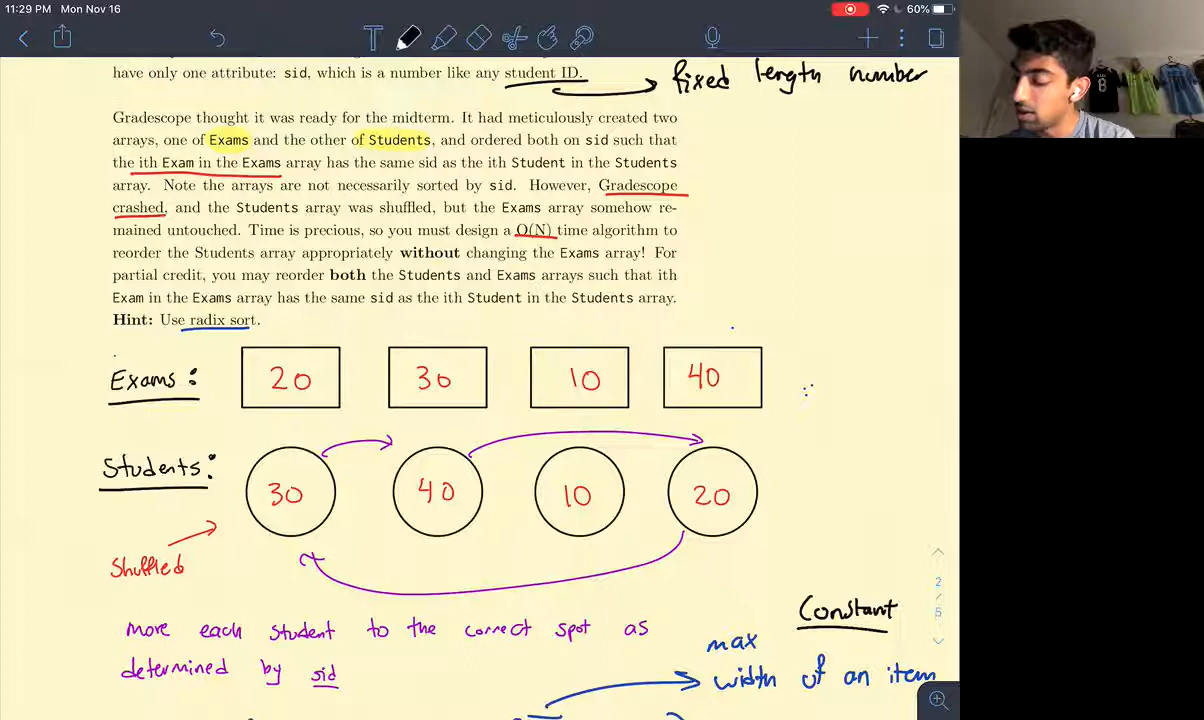 11:29 PM Mon Nov 16
60%
have only one attribute: sid, which is a number like any student ID.
fixed length number
Gradescope thought it was ready for the midterm. It had meticulously created two
arrays, one of Exams and the other of Students, and ordered both on sid such that
the ith Exam in the Exams array has the same sid as the ith Student in the Students
array. Note the arrays are not necessarily sorted by sid. However, Gradescope
crashed, and the Students array was shuffled, but the Exams array somehow re-
mained untouched. Time is precious, so you must design a O(N) time algorithm to
reorder the Students array appropriately without changing the Exams array! For
partial credit, you may reorder both the Students and Exams arrays such that ith
Exam in the Exams array has the same sid as the ith Student in the Students array.
Hint: Use radix sort.
Exams: 20 30 10 40
Students: 30 40 10 20
Shuffled
move each student to the correct spot as
determined by sid
Constant
max
width of an item
2
/
5
8